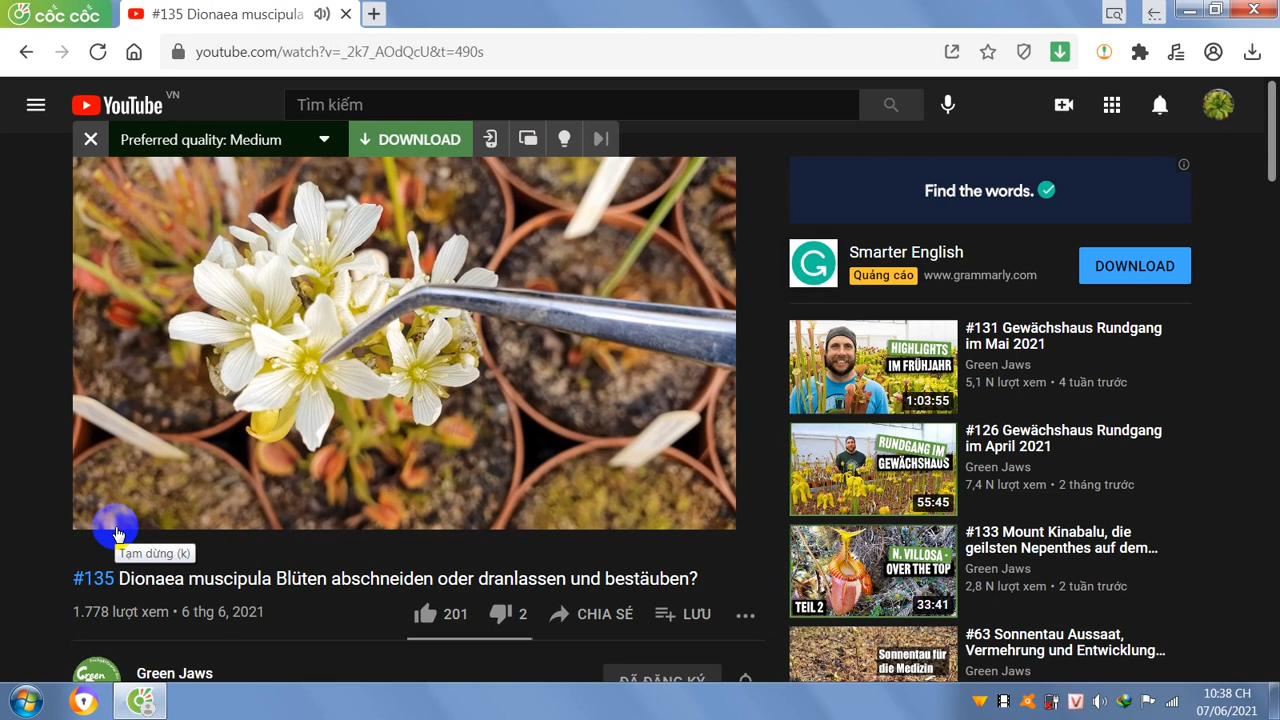 cốc cốc
#135 Dionaea muscipula
youtube.com/watch?v=_2k7_AOdQcU&t=490s
YouTube VN
Tìm kiếm
Preferred quality: Medium
DOWNLOAD
Find the words.
Smarter English
Quảng cáo www.grammarly.com
DOWNLOAD
HIGHLIGHTS
IM FRÜHJAHR
1:03:55
#131 Gewächshaus Rundgang
im Mai 2021
Green Jaws
5,1 N lượt xem • 4 tuần trước
RUNDGANG IM
GEWÄCHSHAUS
55:45
#126 Gewächshaus Rundgang
im April 2021
Green Jaws
7,4 N lượt xem • 2 tháng trước
N. VILLOSA -
OVER THE TOP
TEIL 2
33:41
#133 Mount Kinabalu, die
geilsten Nepenthes auf dem...
Green Jaws
2,8 N lượt xem • 2 tuần trước
Sonnentau für
die Medizin
#63 Sonnentau Aussaat,
Vermehrung und Entwicklung...
Green Jaws
Tạm dừng (k)
#135 Dionaea muscipula Blüten abschneiden oder dranlassen und bestäuben?
1.778 lượt xem • 6 thg 6, 2021
201
2
CHIA SẺ
LƯU
Green
Green Jaws
ĐÃ ĐĂNG KÝ
10:38 CH
07/06/2021